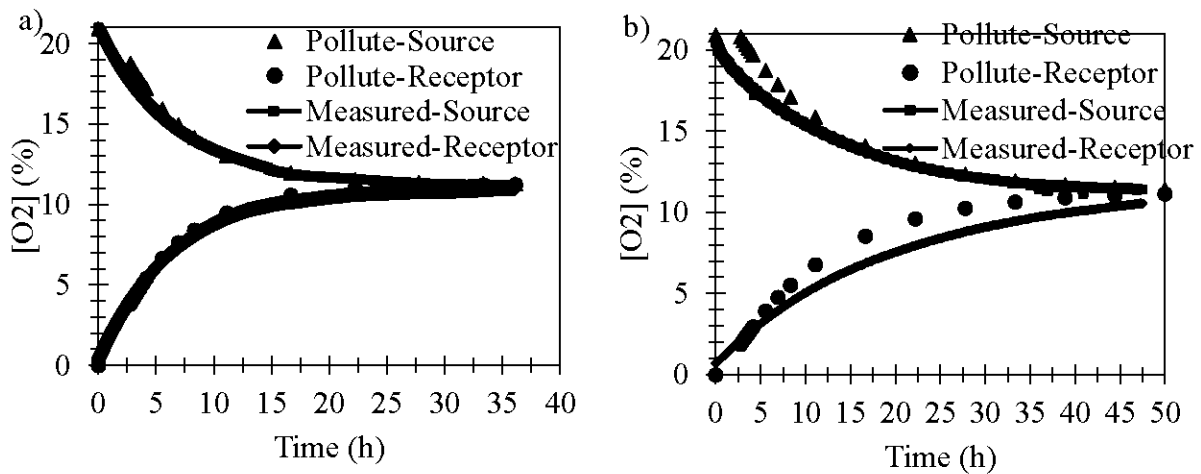 a)
20
15
10
5
0
[O2] (%)
Pollute-Source
Pollute-Receptor
Measured-Source
Measured-Receptor
0 5 10 15 20 25 30 35 40
Time (h)
b)
20
15
10
5
0
[O2] (%)
Pollute-Source
Pollute-Receptor
Measured-Source
Measured-Receptor
0 5 10 15 20 25 30 35 40 45 50
Time (h)